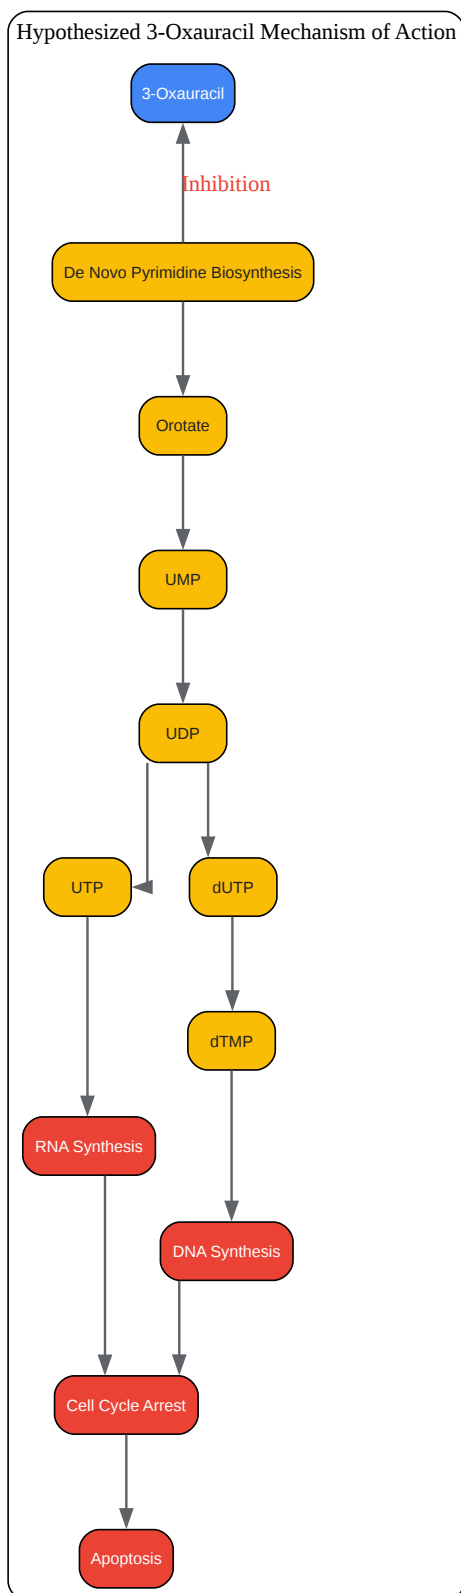 Hypothesized 3-Oxauracil Mechanism of Action
3-Oxauracil
Inhibition
De Novo Pyrimidine Biosynthesis
Orotate
UMP
UDP
UTP
dUTP
dTMP
RNA Synthesis
DNA Synthesis
Cell Cycle Arrest
Apoptosis